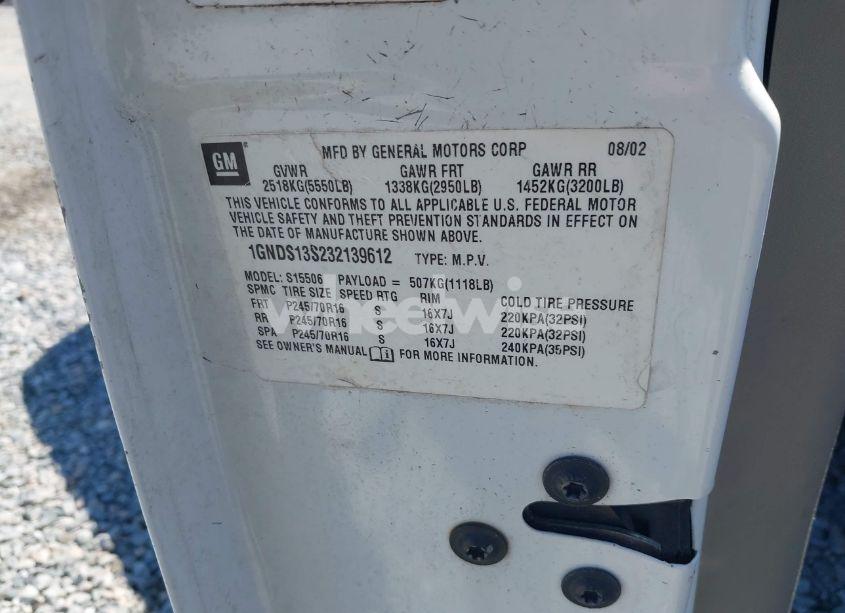 GM
MFD BY GENERAL MOTORS CORP 08/02
GVWR GAWR FRT GAWR RR
2518KG(5550LB) 1338KG(2950LB) 1452KG(3200LB)
THIS VEHICLE CONFORMS TO ALL APPLICABLE U.S. FEDERAL MOTOR
VEHICLE SAFETY AND THEFT PREVENTION STANDARDS IN EFFECT ON
THE DATE OF MANUFACTURE SHOWN ABOVE.
1GNDS13S232139612 TYPE: M.P.V.
MODEL: S15506 PAYLOAD = 507KG(1118LB)
SPMC TIRE SIZE SPEED RTG RIM COLD TIRE PRESSURE
FRT P245/70R16 S 16X7J 220KPA(32PSI)
RR P245/70R16 S 16X7J 220KPA(32PSI)
SPA P245/70R16 S 16X7J 240KPA(35PSI)
SEE OWNER'S MANUAL FOR MORE INFORMATION.